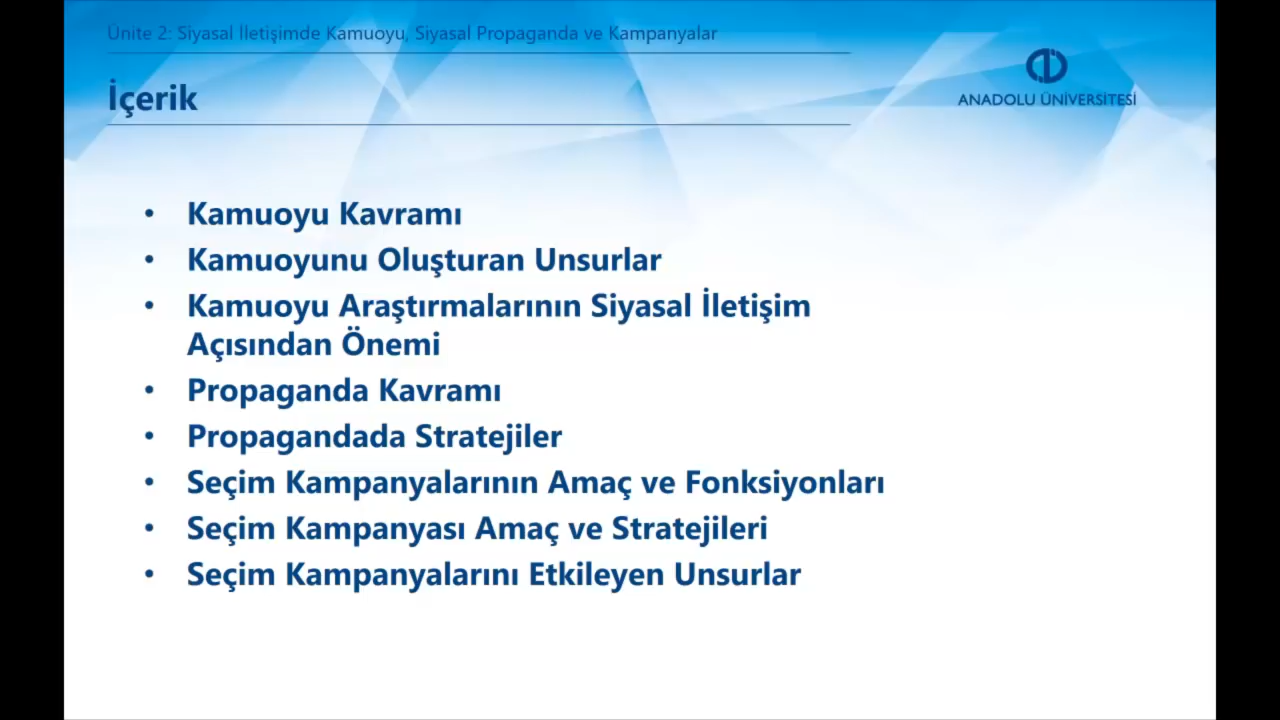 Ünite 2: Siyasal İletişimde Kamuoyu, Siyasal Propaganda ve Kampanyalar
İçerik
ANADOLU ÜNİVERSİTESİ
• Kamuoyu Kavramı
• Kamuoyunu Oluşturan Unsurlar
• Kamuoyu Araştırmalarının Siyasal İletişim
Açısından Önemi
• Propaganda Kavramı
• Propagandada Stratejiler
• Seçim Kampanyalarının Amaç ve Fonksiyonları
• Seçim Kampanyası Amaç ve Stratejileri
• Seçim Kampanyalarını Etkileyen Unsurlar